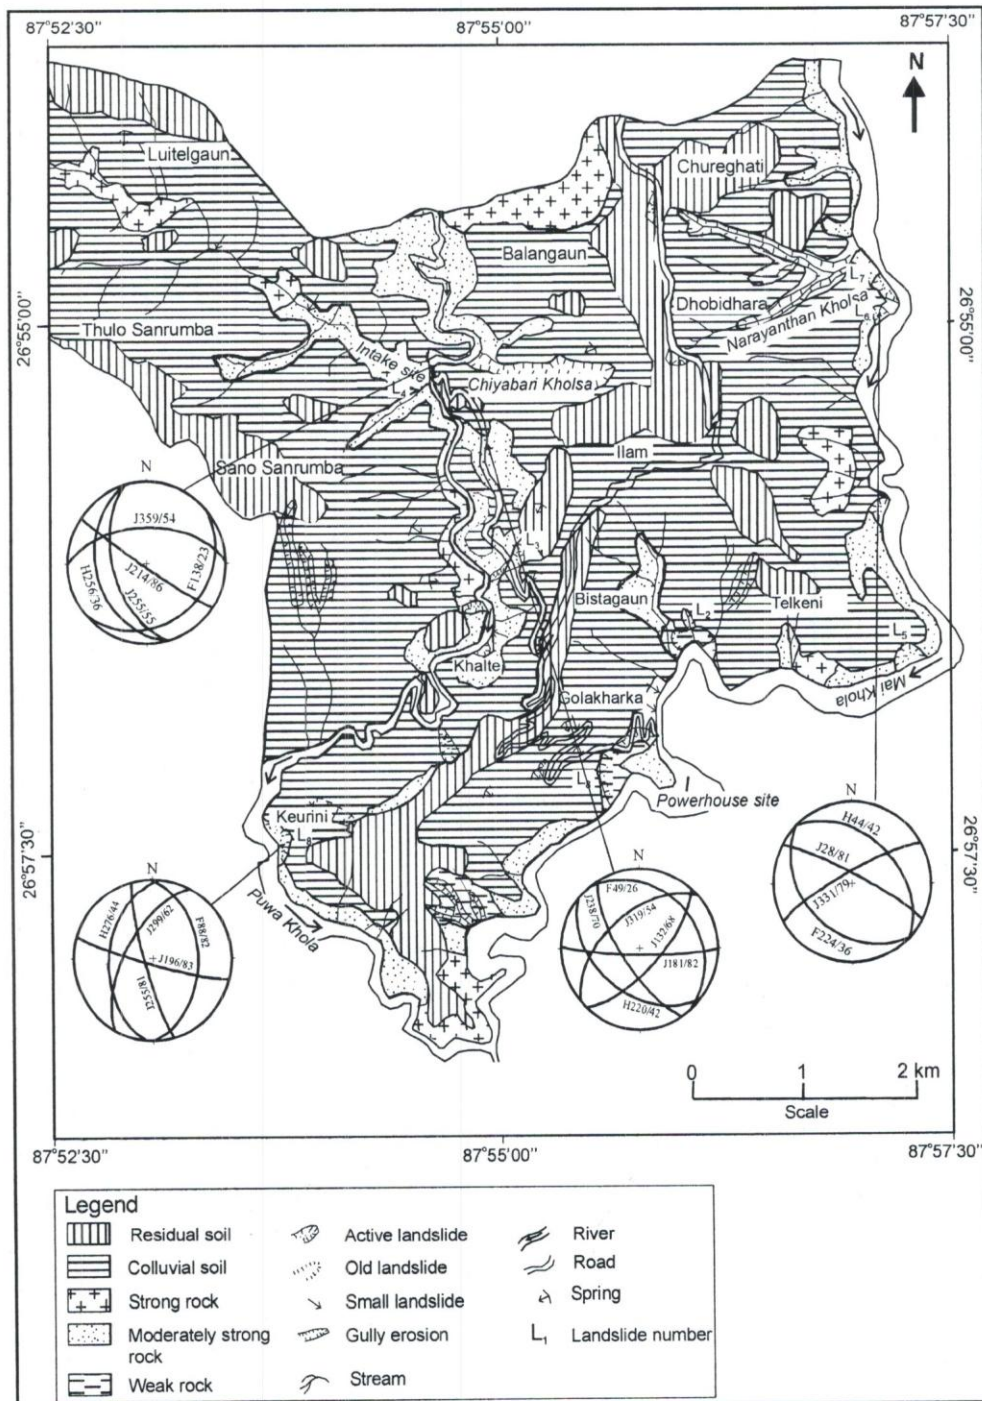 87°52'30"
87°55'00"
87°57'30"
N
Luitelgaun
Chureghati
Balangaun
L7
Dhobidhara
Narayanthan Kholsa
26°55'00"
26°55'00"
Thulo Sanrumba
Intake site
L4
Chiyabari Kholsa
Ilam
Sano Sanrumba
N
J359/54
J214/86
F138/23
H256/36
J255/55
L3
Bistagaun
L2
Telkeni
L5
Khalte
Mai Khola
Golakharka
Powerhouse site
Keurini
L8
26°57'30"
26°57'30"
Puwa Khola
N
H276/44
J299/62
F88/82
J196/83
J255/81
N
F49/26
J238/70
J319/54
J132/68
J181/82
H220/42
N
H44/42
J28/81
J331/79
F224/36
0 1 2 km
Scale
87°52'30"
87°55'00"
87°57'30"
Legend
Residual soil
Colluvial soil
Strong rock
Moderately strong
rock
Weak rock
Active landslide
Old landslide
Small landslide
Gully erosion
Stream
River
Road
Spring
L1 Landslide number